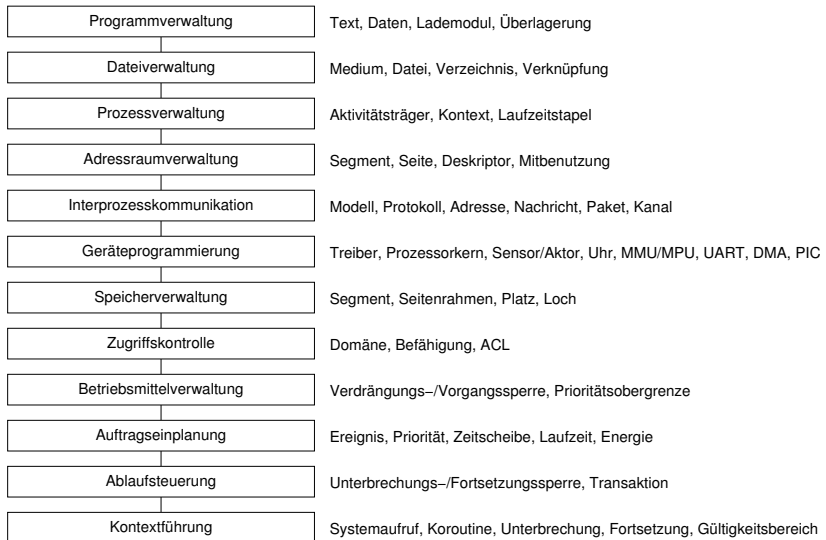 Programmverwaltung Text, Daten, Lademodul, Überlagerung
Dateiverwaltung Medium, Datei, Verzeichnis, Verknüpfung
Prozessverwaltung Aktivitätsträger, Kontext, Laufzeitstapel
Adressraumverwaltung Segment, Seite, Deskriptor, Mitbenutzung
Interprozesskommunikation Modell, Protokoll, Adresse, Nachricht, Paket, Kanal
Geräteprogrammierung Treiber, Prozessorkern, Sensor/Aktor, Uhr, MMU/MPU, UART, DMA, PIC
Speicherverwaltung Segment, Seitenrahmen, Platz, Loch
Zugriffskontrolle Domäne, Befähigung, ACL
Betriebsmittelverwaltung Verdrängungs−/Vorgangssperre, Prioritätsobergrenze
Auftragseinplanung Ereignis, Priorität, Zeitscheibe, Laufzeit, Energie
Ablaufsteuerung Unterbrechungs−/Fortsetzungssperre, Transaktion
Kontextführung Systemaufruf, Koroutine, Unterbrechung, Fortsetzung, Gültigkeitsbereich